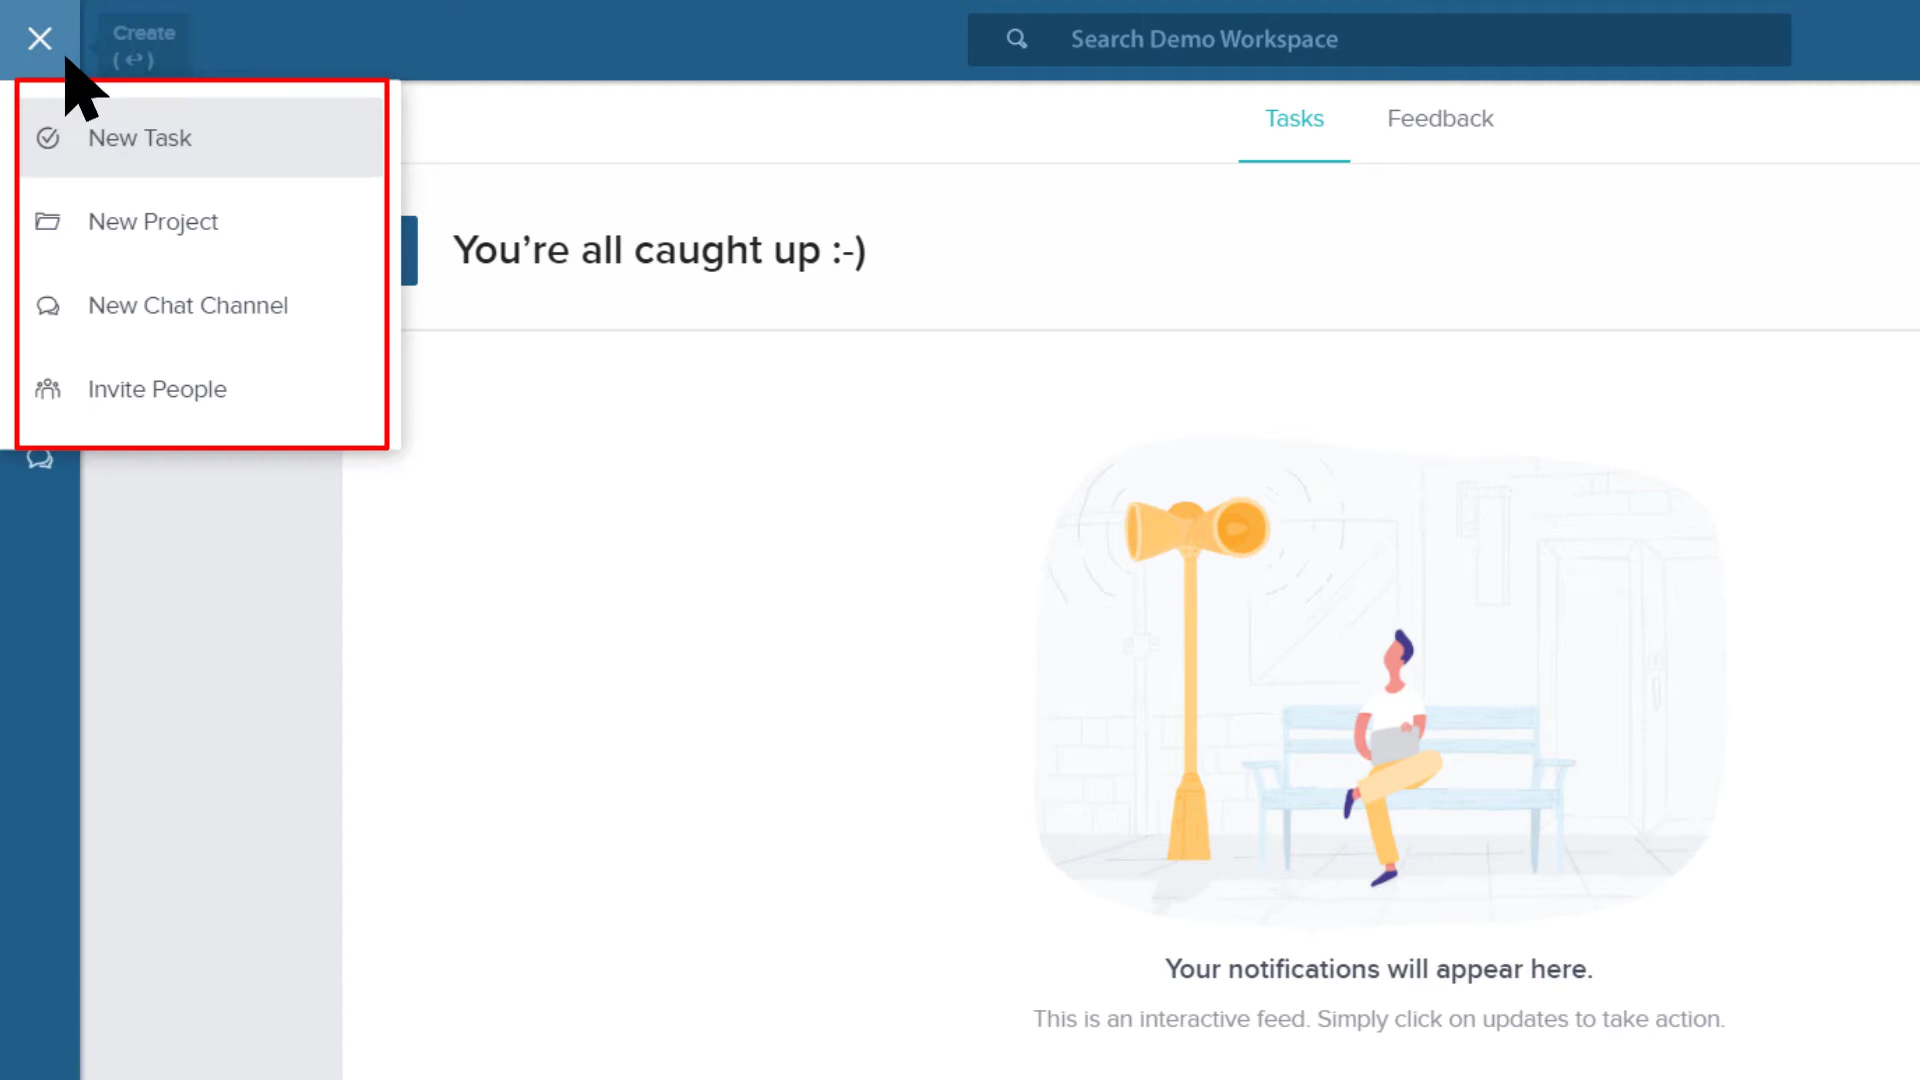 Create
(↩)
Search Demo Workspace
New Task
New Project
New Chat Channel
Invite People
Tasks
Feedback
You’re all caught up :-)
Your notifications will appear here.
This is an interactive feed. Simply click on updates to take action.